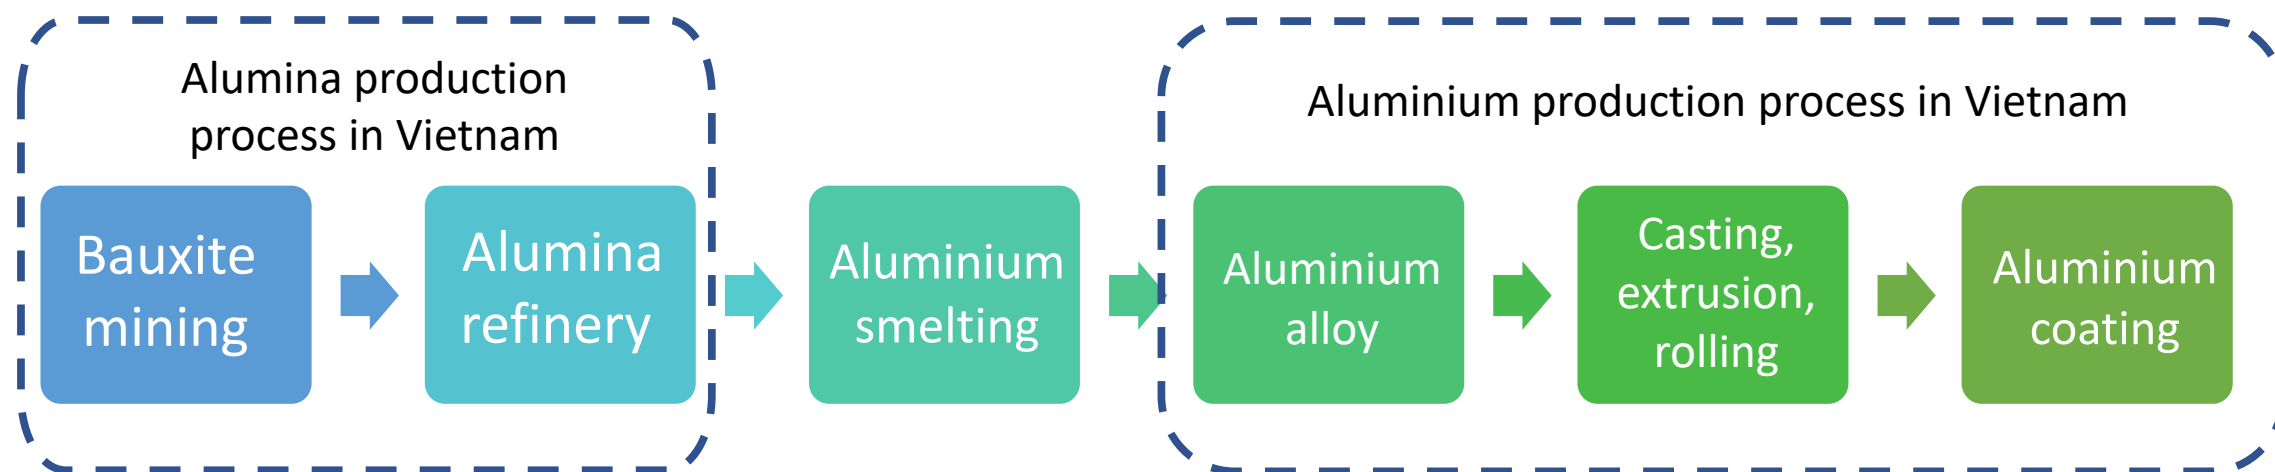 Alumina production
process in Vietnam
Aluminium production process in Vietnam
Bauxite
mining
Alumina
refinery
Aluminium
smelting
Aluminium
alloy
Casting,
extrusion,
rolling
Aluminium
coating